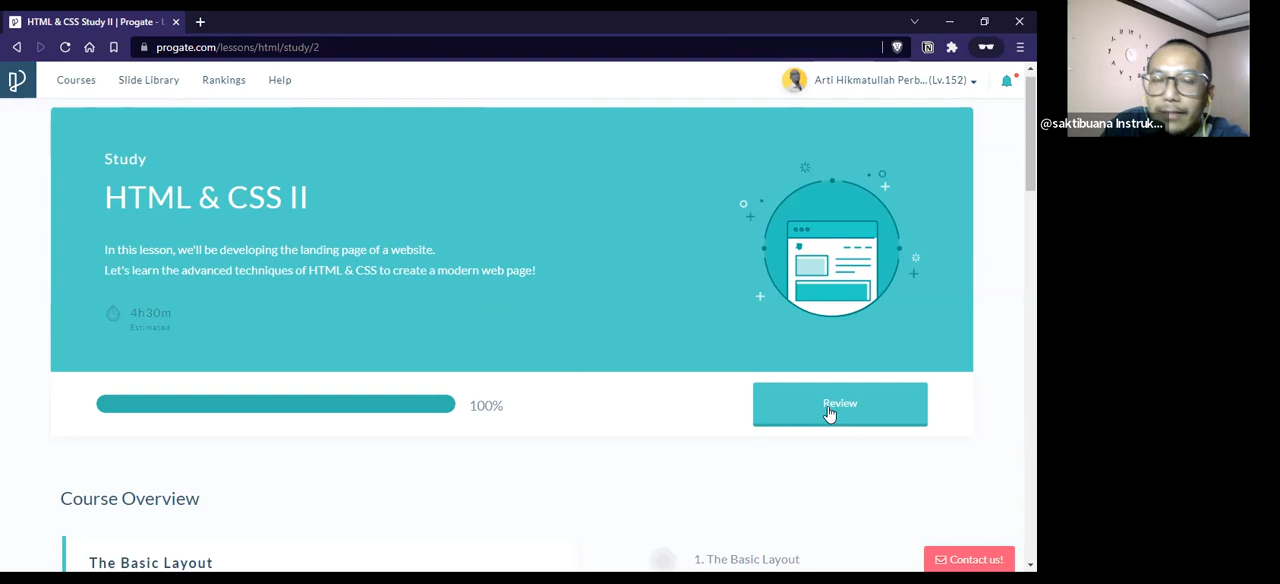 HTML & CSS Study II | Progate - L
progate.com/lessons/html/study/2
Courses
Slide Library
Rankings
Help
Arti Hikmatullah Perb...(Lv.152)
@saktibuana Instruk...
Study
HTML & CSS II
In this lesson, we'll be developing the landing page of a website.
Let's learn the advanced techniques of HTML & CSS to create a modern web page!
4h30m
Estimated
100%
Review
Course Overview
The Basic Layout
1. The Basic Layout
Contact us!